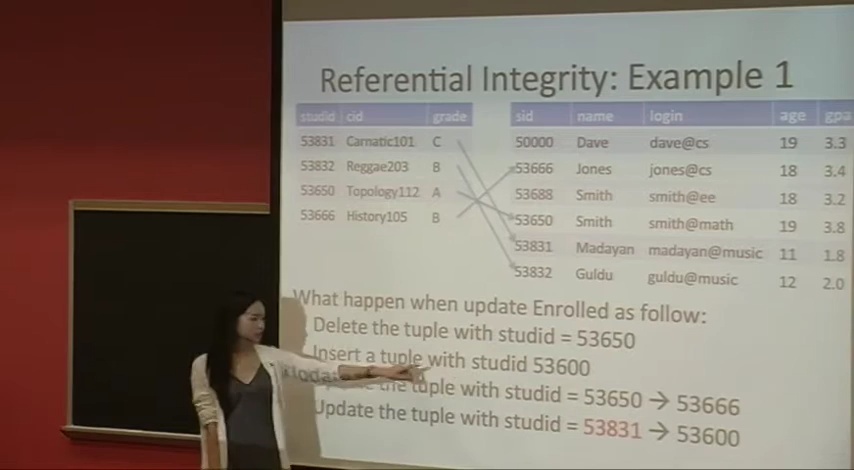 Referential Integrity: Example 1
studid cid grade
53831 Carnatic101 C
53832 Reggae203 B
53650 Topology112 A
53666 History105 B
sid name login age gpa
50000 Dave dave@cs 19 3.3
53666 Jones jones@cs 18 3.4
53688 Smith smith@ee 18 3.2
53650 Smith smith@math 19 3.8
53831 Madayan madayan@music 11 1.8
53832 Guldu guldu@music 12 2.0
What happen when update Enrolled as follow:
Delete the tuple with studid = 53650
Insert a tuple with studid 53600
Update the tuple with studid = 53650 → 53666
Update the tuple with studid = 53831 → 53600